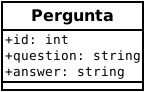 Pergunta
+id: int
+question: string
+answer: string